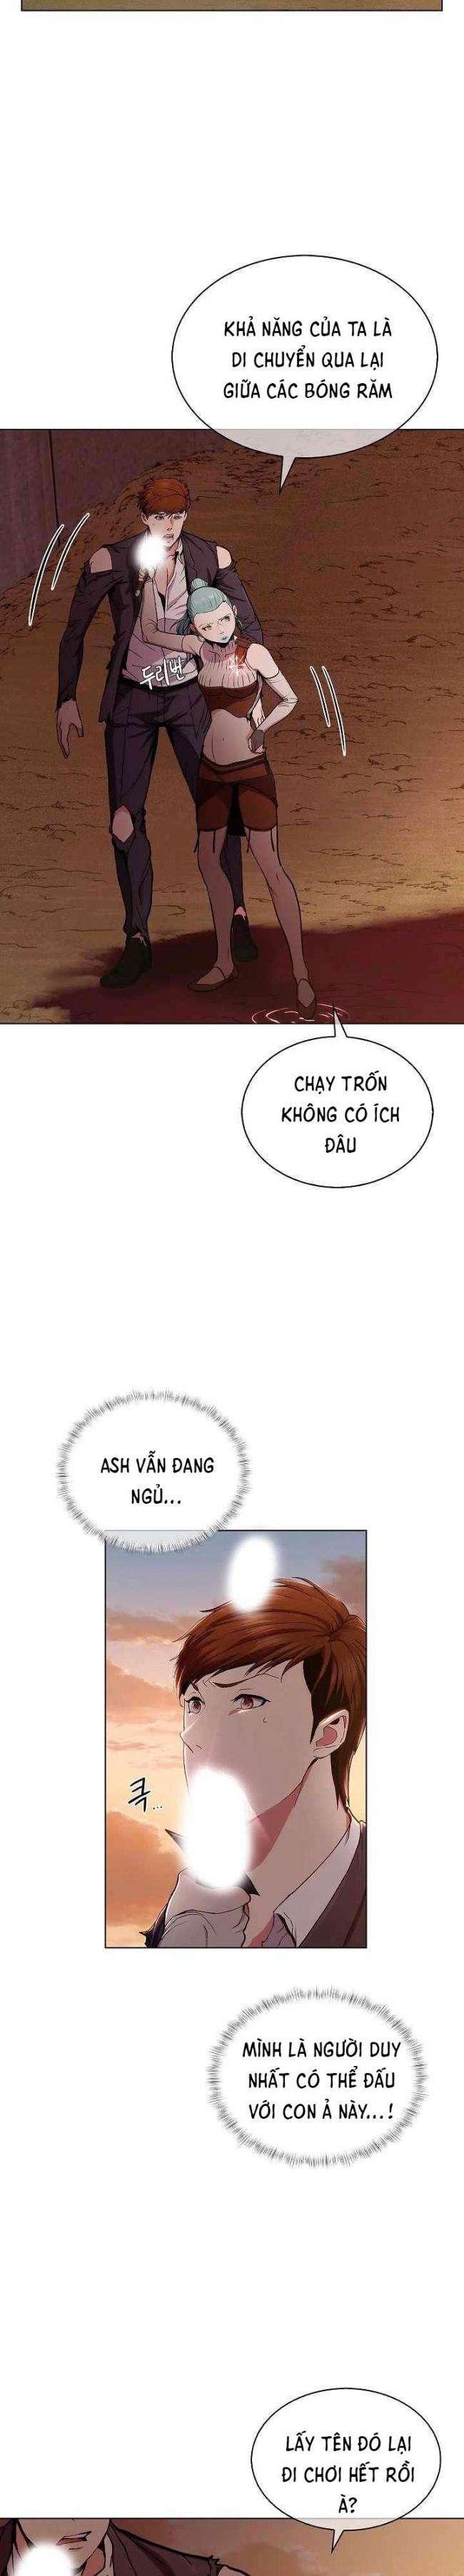 KHẢ NĂNG CỦA TA LÀ
DI CHUYỂN QUA LẠI
GIỮA CÁC BÓNG RĂM
두리번
CHẠY TRỐN
KHÔNG CÓ ÍCH
ĐÂU
ASH VẪN ĐANG
NGỦ...
큭...
MÌNH LÀ NGƯỜI DUY
NHẤT CÓ THỂ ĐẤU
VỚI CON Ả NÀY...!
LẤY TÊN ĐÓ LẠI
ĐI CHƠI HẾT RỒI
À?